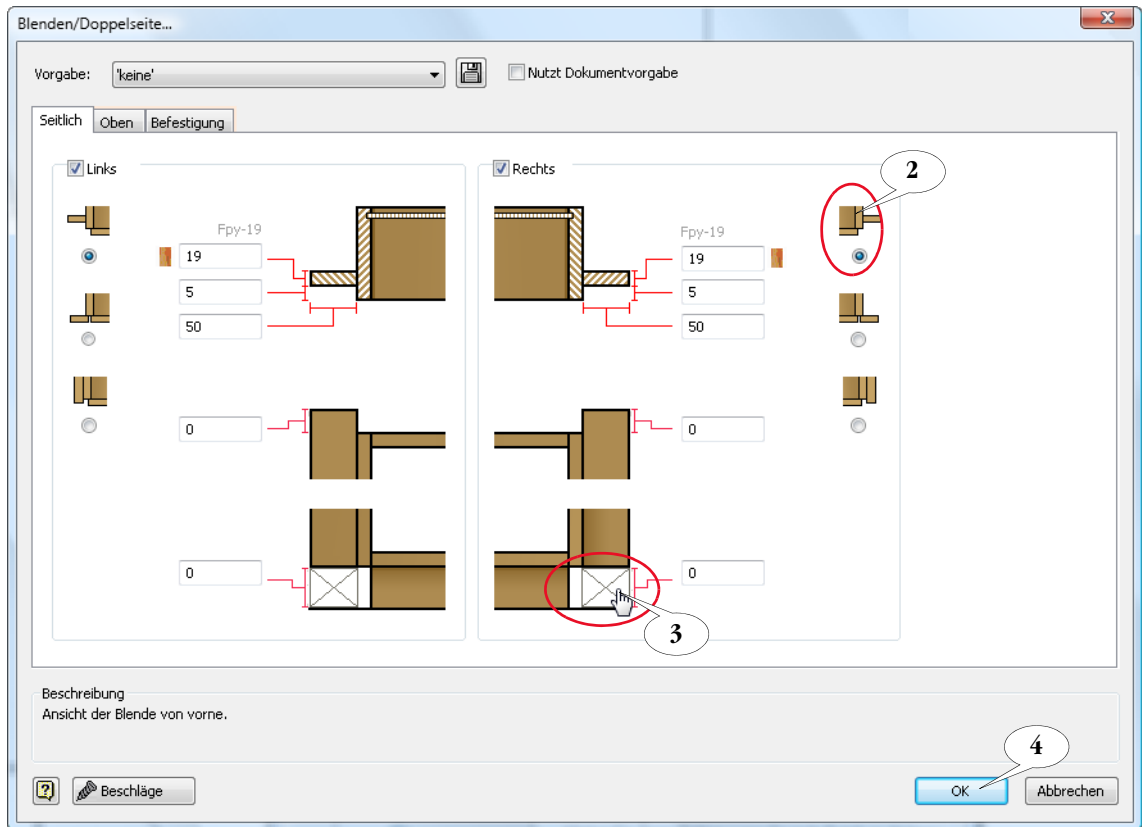 Blenden/Doppelseite...
Vorgabe: 'keine' Nutzt Dokumentvorgabe
Seitlich Oben Befestigung
Links
Fpy-19
19
5
50
0
0
Rechts
2
Fpy-19
19
5
50
0
0
3
Beschreibung
Ansicht der Blende von vorne.
4
Beschläge OK Abbrechen